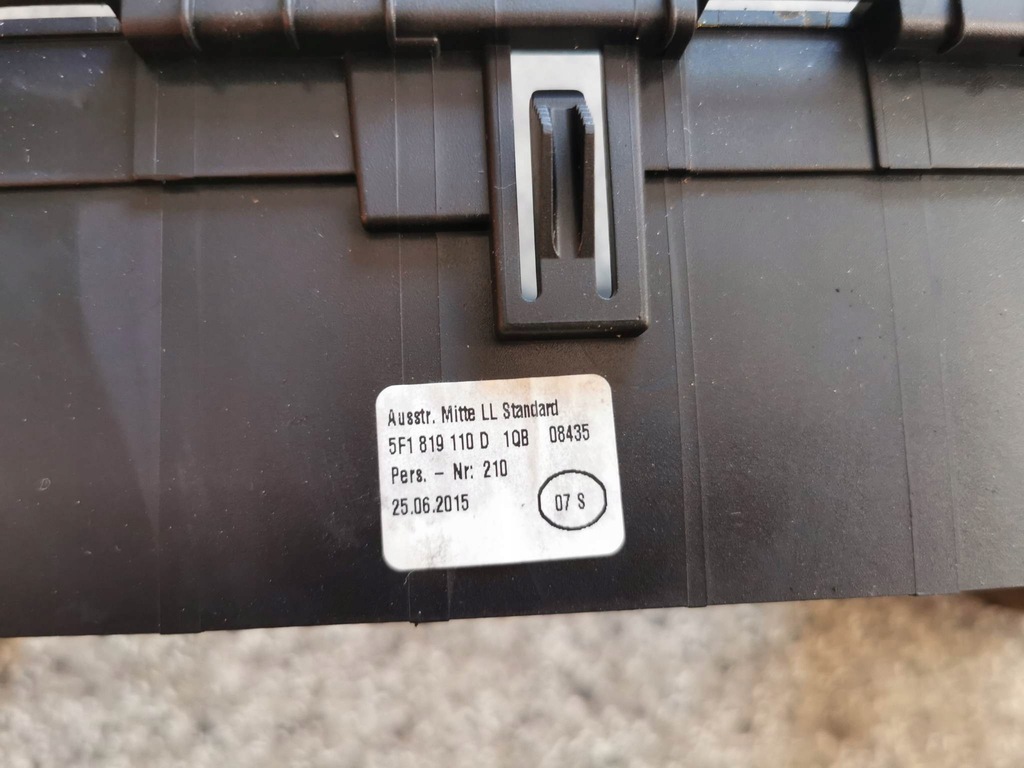 Ausstr. Mitte LL Standard
5F1 819 110 D 1QB 08435
Pers. - Nr: 210
25.06.2015 07 S